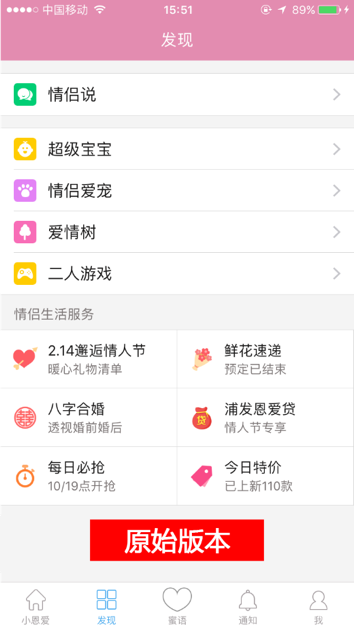 中国移动 15:51 89%
发现
情侣说
超级宝宝
情侣爱宠
爱情树
二人游戏
情侣生活服务
2.14邂逅情人节
暖心礼物清单
鲜花速递
预定已结束
八字合婚
透视婚前婚后
贷
浦发恩爱贷
情人节专享
每日必抢
10/19点开抢
今日特价
已上新110款
原始版本
小恩爱 发现 蜜语 通知 我